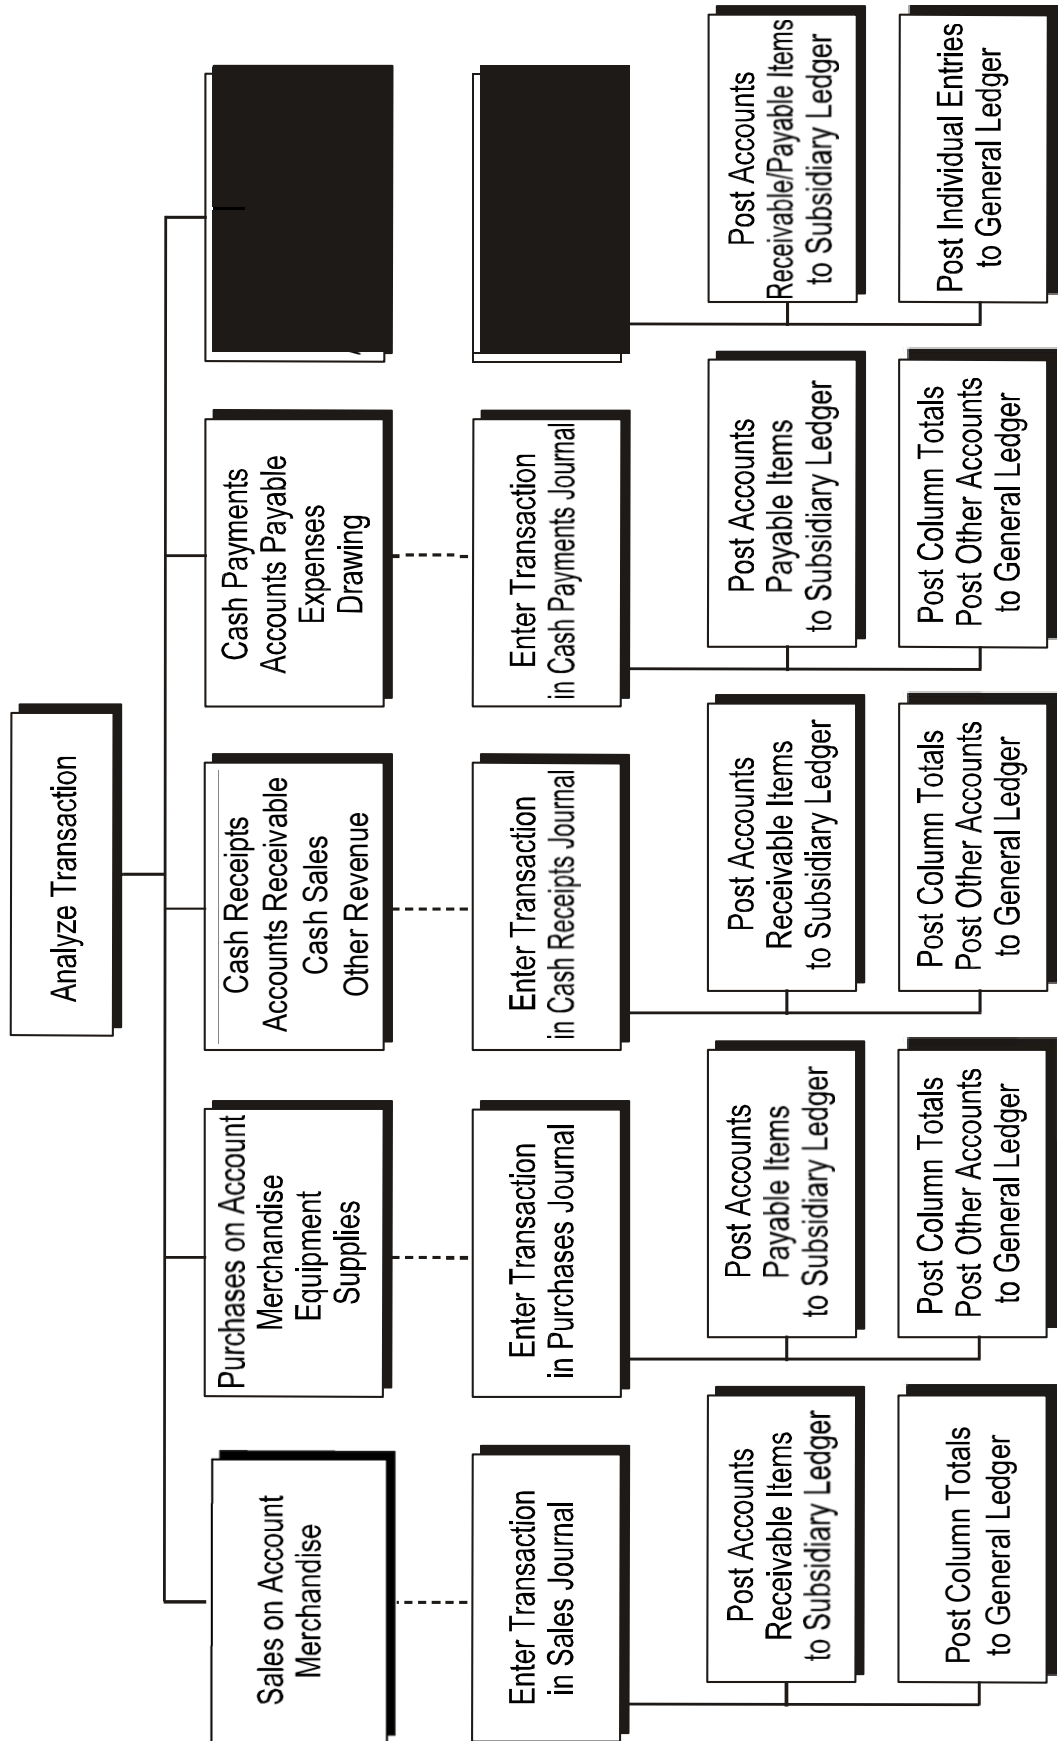 Analyze Transaction
Sales on Account
Merchandise
Purchases on Account
Merchandise
Equipment
Supplies
Cash Receipts
Accounts Receivable
Cash Sales
Other Revenue
Cash Payments
Accounts Payable
Expenses
Drawing
Enter Transaction
in Sales Journal
Enter Transaction
in Purchases Journal
Enter Transaction
in Cash Receipts Journal
Enter Transaction
in Cash Payments Journal
Post Accounts
Receivable Items
to Subsidiary Ledger
Post Accounts
Payable Items
to Subsidiary Ledger
Post Accounts
Receivable Items
to Subsidiary Ledger
Post Accounts
Payable Items
to Subsidiary Ledger
Post Accounts
Receivable/Payable Items
to Subsidiary Ledger
Post Column Totals
to General Ledger
Post Column Totals
Post Other Accounts
to General Ledger
Post Column Totals
Post Other Accounts
to General Ledger
Post Column Totals
Post Other Accounts
to General Ledger
Post Individual Entries
to General Ledger